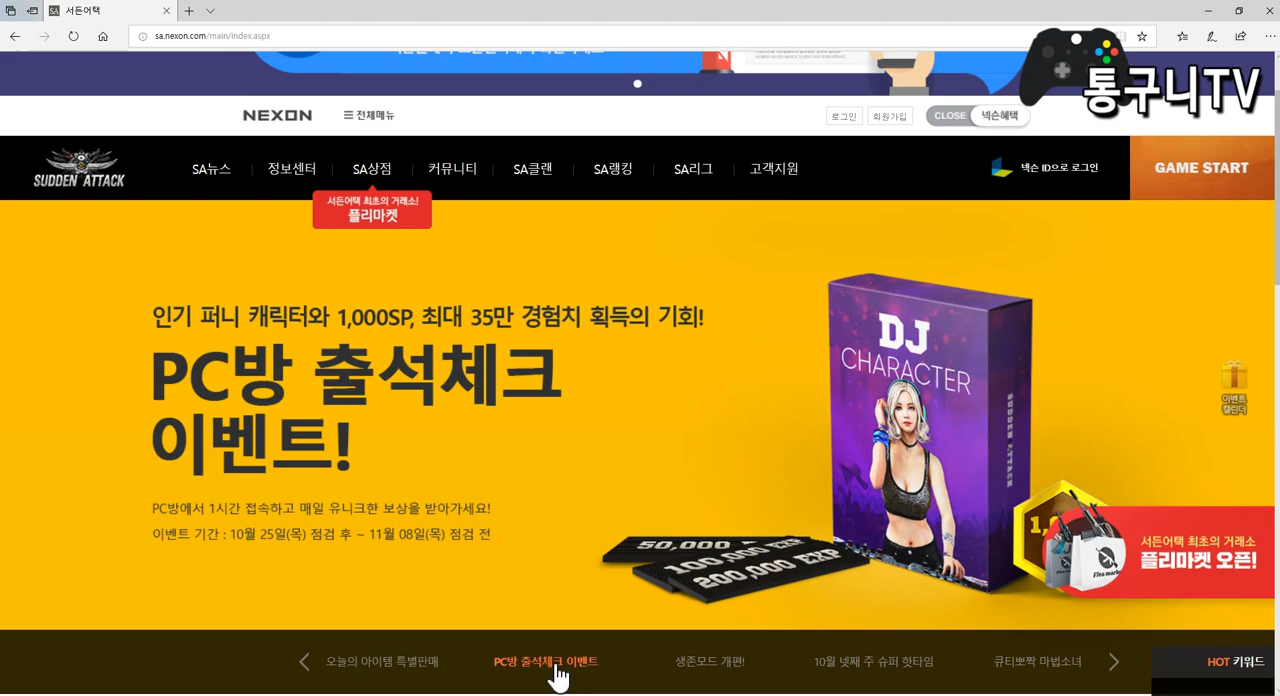 서든어택
sa.nexon.com/main/index.aspx
통구니TV
NEXON
전체메뉴
로그인
회원가입
CLOSE
넥슨혜택
SUDDEN ATTACK
SA뉴스
정보센터
SA상점
커뮤니티
SA클랜
SA랭킹
SA리그
고객지원
넥슨 ID으로 로그인
GAME START
서든어택 최초의 거래소!
플리마켓
인기 퍼니 캐릭터와 1,000SP, 최대 35만 경험치 획득의 기회!
PC방 출석체크
이벤트!
PC방에서 1시간 접속하고 매일 유니크한 보상을 받아가세요!
이벤트 기간 : 10월 25일(목) 점검 후 ~ 11월 08일(목) 점검 전
DJ
CHARACTER
SUDDEN ATTACK
50,000
100,000 EXP
200,000 EXP
이벤트
캘린더
Flea market
서든어택 최초의 거래소
플리마켓 오픈!
오늘의 아이템 특별판매
PC방 출석체크 이벤트
생존모드 개편!
10월 넷째 주 슈퍼 핫타임
큐티뽀짝 마법소녀
HOT 키워드